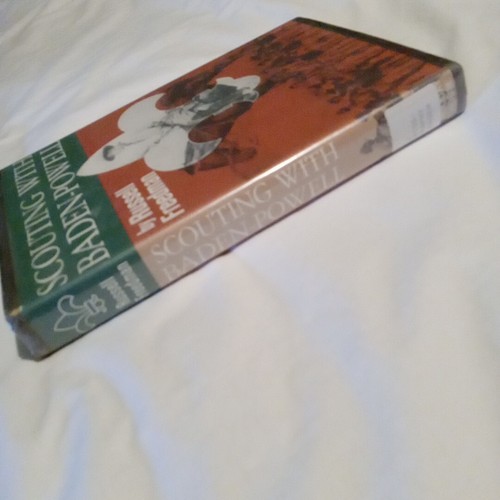 SCOUTING WITH
BADEN-POWELL
by Russell
Freedman
SCOUTING WITH
BADEN-POWELL